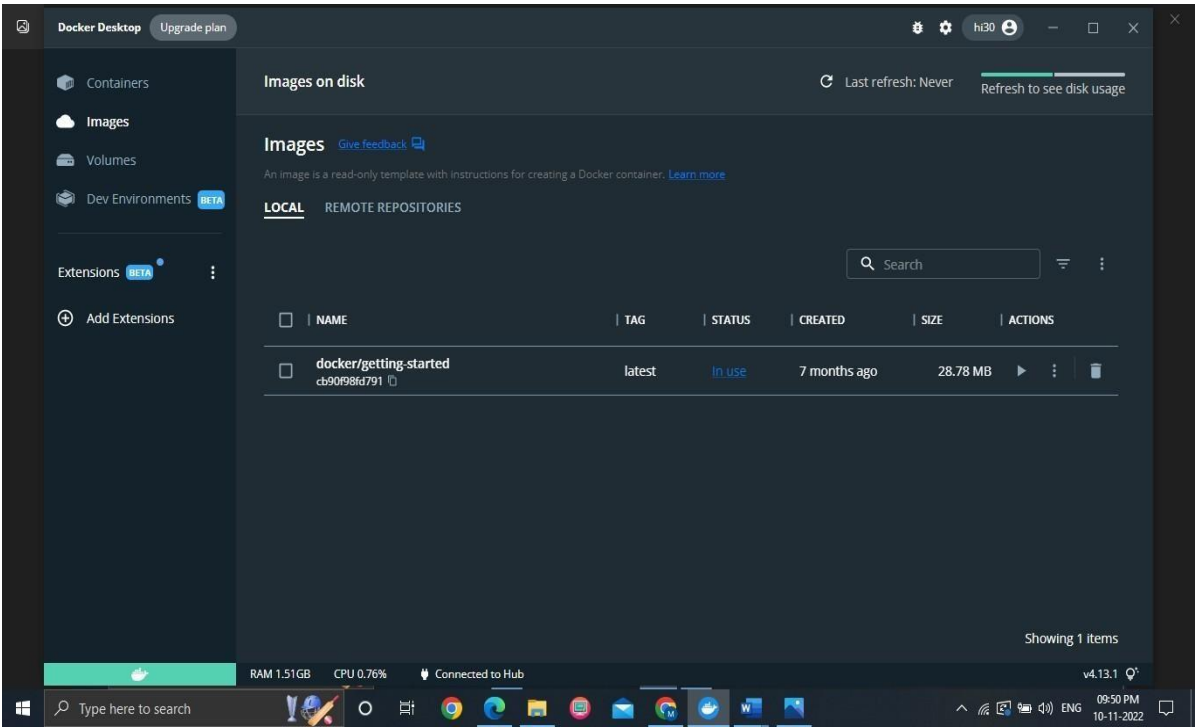 Docker Desktop Upgrade plan hi30
Containers
Images
Volumes
Dev Environments BETA
Extensions BETA
Add Extensions
Images on disk Last refresh: Never Refresh to see disk usage
Images Give feedback
An image is a read-only template with instructions for creating a Docker container. Learn more
LOCAL REMOTE REPOSITORIES
Search
NAME TAG STATUS CREATED SIZE ACTIONS
docker/getting-started latest In use 7 months ago 28.78 MB
cb90f98fd791
Showing 1 items
RAM 1.51GB CPU 0.76% Connected to Hub v4.13.1
Type here to search ENG 09:50 PM
10-11-2022